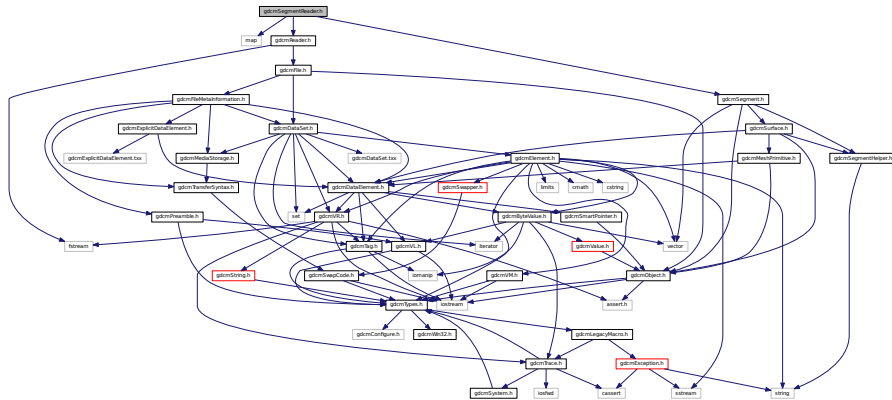 gdcmSegmentReader.h
map
gdcmReader.h
gdcmFile.h
gdcmFileMetaInformation.h
gdcmSegment.h
gdcmExplicitDataElement.h
gdcmDataSet.h
gdcmSurface.h
gdcmExplicitDataElement.txx
gdcmMediaStorage.h
gdcmDataSet.txx
gdcmElement.h
gdcmMeshPrimitive.h
gdcmSegmentHelper.h
gdcmTransferSyntax.h
gdcmDataElement.h
gdcmSwapper.h
limits
cmath
cstring
gdcmPreamble.h
set
gdcmVR.h
gdcmByteValue.h
gdcmSmartPointer.h
fstream
gdcmTag.h
gdcmVL.h
iterator
gdcmValue.h
vector
gdcmString.h
gdcmSwapCode.h
iomanip
gdcmVM.h
gdcmObject.h
gdcmTypes.h
iostream
assert.h
gdcmConfigure.h
gdcmWin32.h
gdcmLegacyMacro.h
gdcmTrace.h
gdcmException.h
gdcmSystem.h
iosfwd
cassert
sstream
string